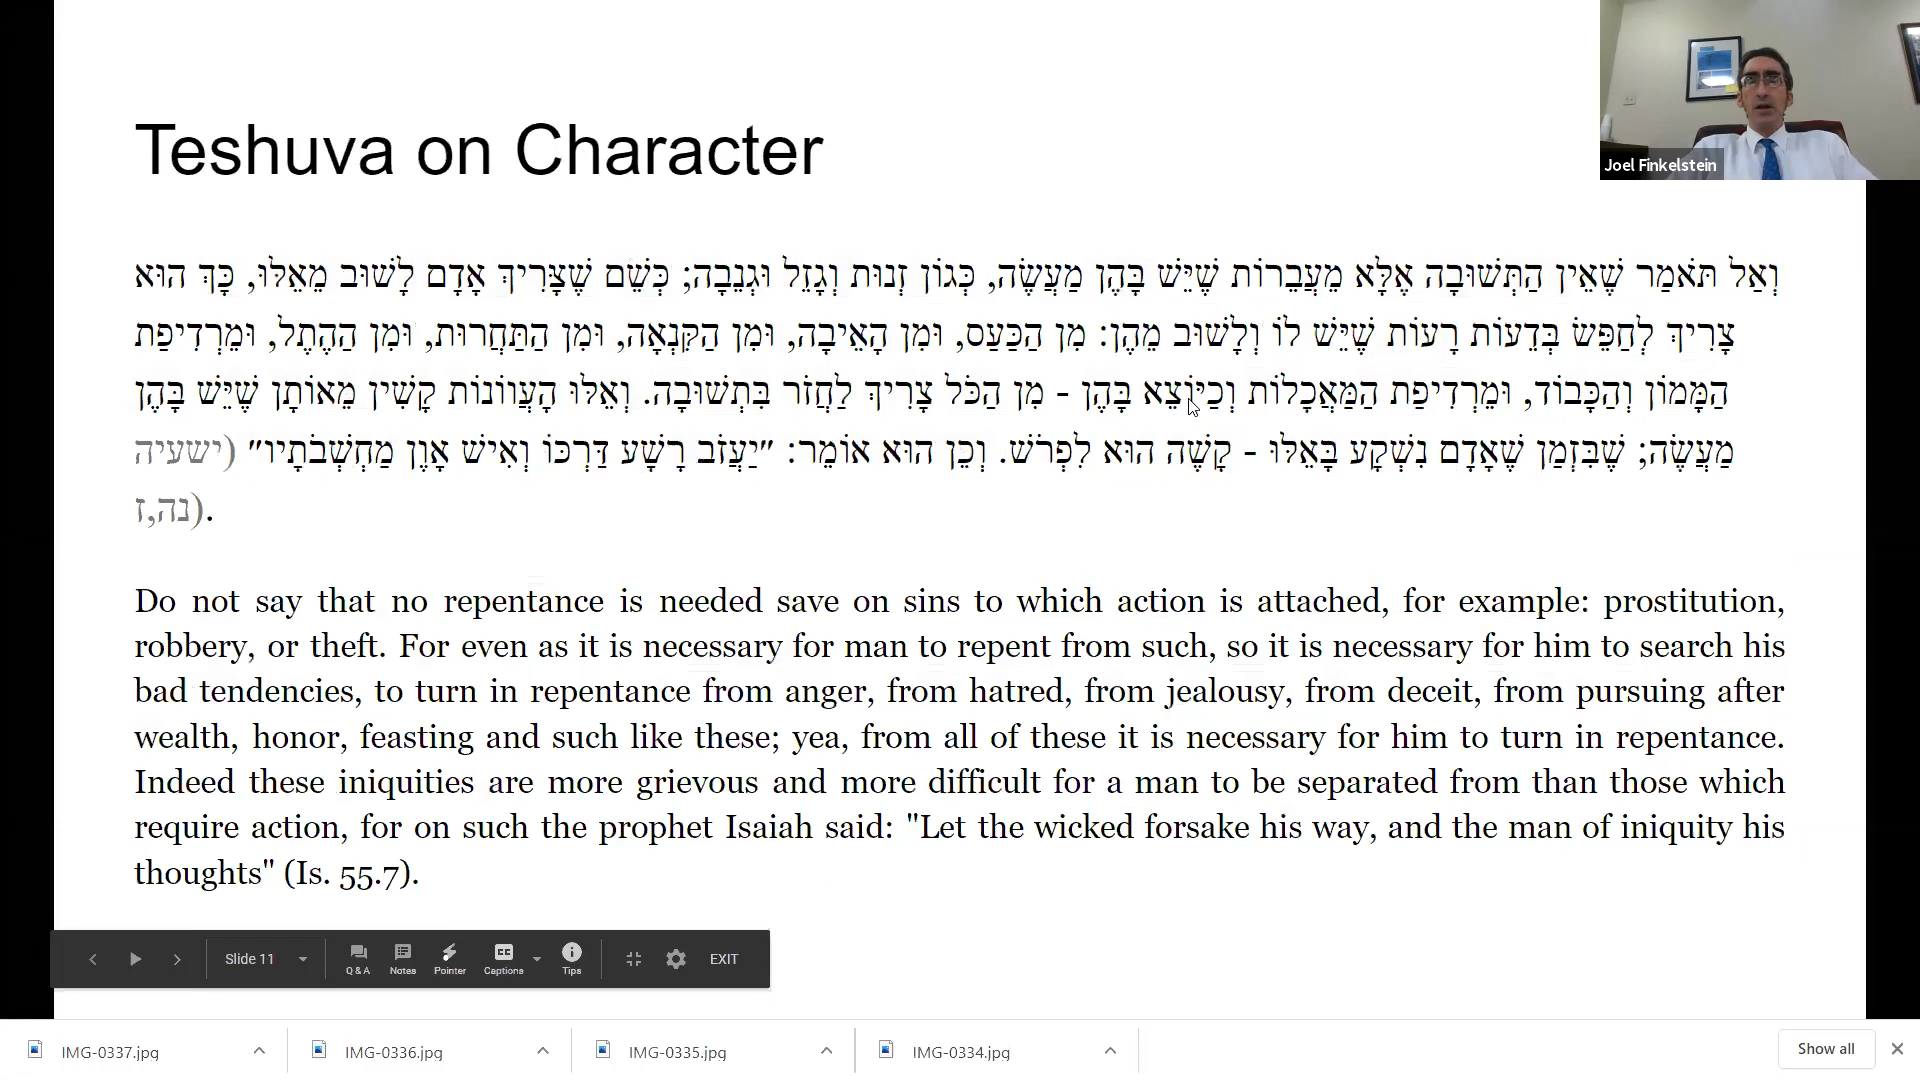 Teshuva on Character
Joel Finkelstein
וְאַל תֹּאמַר שֶׁאֵין הַתְּשׁוּבָה אֶלָּא מֵעֲבֵרוֹת שֶׁיֵּשׁ בָּהֶן מַעֲשֶׂה, כְּגוֹן זְנוּת וְגָזֵל וּגְנֵבָה; כְּשֵׁם שֶׁצָּרִיךְ אָדָם לָשׁוּב מֵאֵלּוּ, כָּךְ הוּא
צָרִיךְ לְחַפֵּשׂ בְּדֵעוֹת רָעוֹת שֶׁיֵּשׁ לוֹ וְלָשׁוּב מֵהֶן: מִן הַכַּעַס, וּמִן הָאֵיבָה, וּמִן הַקִּנְאָה, וּמִן הַתַּחֲרוּת, וּמִן הַהֶתֶל, וּמֵרְדִיפַת
הַמָּמוֹן וְהַכָּבוֹד, וּמֵרְדִיפַת הַמַּאֲכָלוֹת וְכַיּוֹצֵא בָּהֶן - מִן הַכֹּל צָרִיךְ לַחֲזֹר בִּתְשׁוּבָה. וְאֵלּוּ הָעֲווֹנוֹת קָשִׁין מֵאוֹתָן שֶׁיֵּשׁ בָּהֶן
מַעֲשֶׂה; שֶׁבִּזְמַן שֶׁאָדָם נִשְׁקָע בָּאֵלּוּ - קָשֶׁה הוּא לִפְרֹשׁ. וְכֵן הוּא אוֹמֵר: "יַעֲזֹב רָשָׁע דַּרְכּוֹ וְאִישׁ אָוֶן מַחְשְׁבֹתָיו" (ישעיה
נה,ז).
Do not say that no repentance is needed save on sins to which action is attached, for example: prostitution,
robbery, or theft. For even as it is necessary for man to repent from such, so it is necessary for him to search his
bad tendencies, to turn in repentance from anger, from hatred, from jealousy, from deceit, from pursuing after
wealth, honor, feasting and such like these; yea, from all of these it is necessary for him to turn in repentance.
Indeed these iniquities are more grievous and more difficult for a man to be separated from than those which
require action, for on such the prophet Isaiah said: "Let the wicked forsake his way, and the man of iniquity his
thoughts" (Is. 55.7).
Slide 11
Q & A
Notes
Pointer
CC
Captions
Tips
EXIT
IMG-0337.jpg
IMG-0336.jpg
IMG-0335.jpg
IMG-0334.jpg
Show all